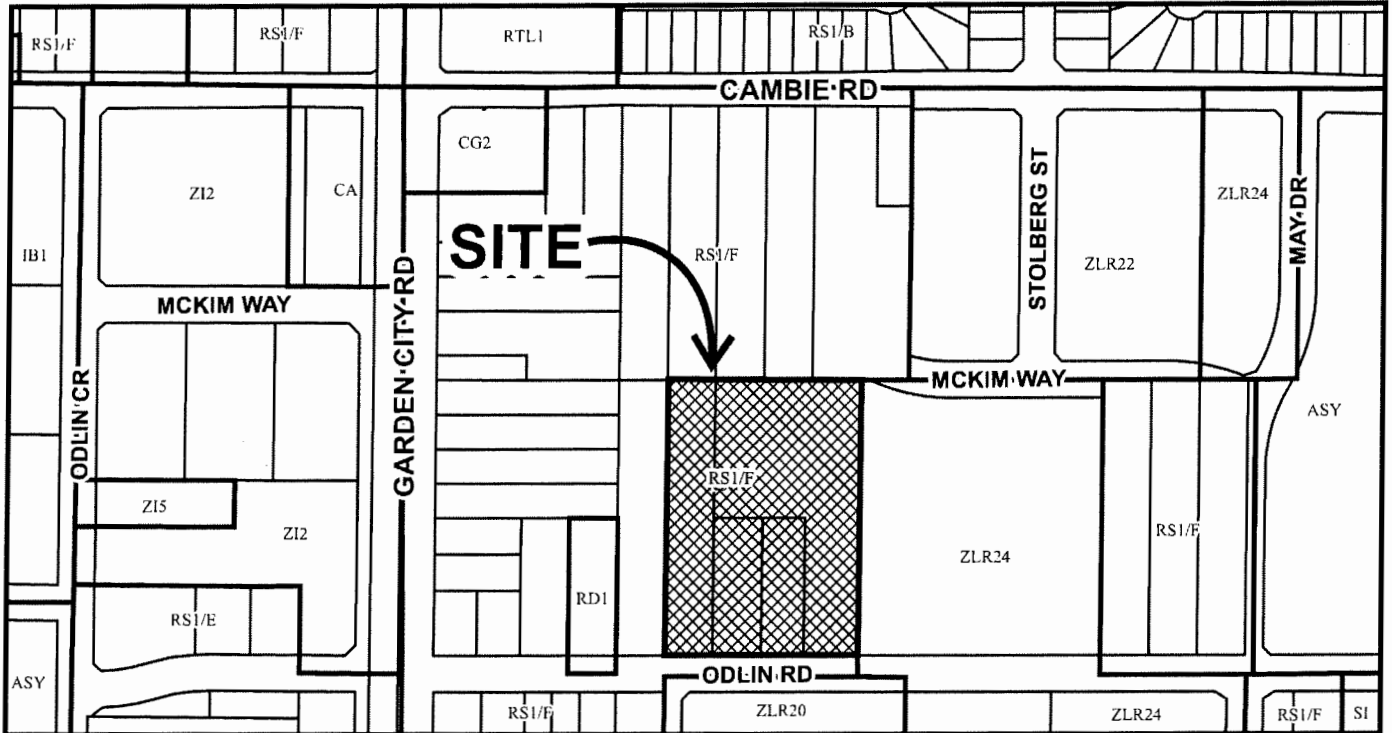 RS1/F
RS1/F
RTL1
RS1/B
CAMBIE RD
CG2
ZI2
CA
ZLR24
IB1
SITE
RS1/F
STOLBERG ST
ZLR22
MAY DR
MCKIM WAY
GARDEN CITY RD
ODLIN CR
MCKIM WAY
ASY
ZI5
ZI2
RS1/F
ZLR24
RS1/F
RD1
RS1/E
ASY
ODLIN RD
RS1/F
ZLR20
ZLR24
RS1/F
SI